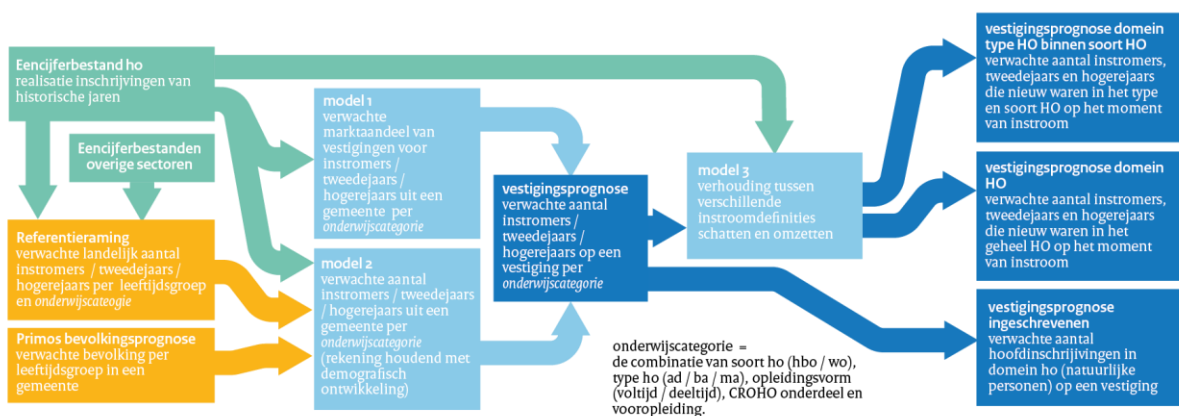 Eencijferbestand ho
realisatie inschrijvingen van
historische jaren
Eencijferbestanden
overige sectoren
Referentieraming
verwachte landelijk aantal
instromers / tweedejaars /
hogerejaars per leeftijdsgroep
en onderwijscateogie
Primos bevolkingsprognose
verwachte bevolking per
leeftijdsgroep in een
gemeente
model 1
verwachte
marktaandeel van
vestigingen voor
instromers /
tweedejaars /
hogerejaars uit een
gemeente per
onderwijscategorie
model 2
verwachte aantal
instromers / tweedejaars
/ hogerejaars uit een
gemeente per
onderwijscategorie
(rekening houdend met
demografisch
ontwikkeling)
vestigingsprognose
verwachte aantal
instromers /
tweedejaars /
hogerejaars op een
vestiging per
onderwijscategorie
model 3
verhouding tussen
verschillende
instroomdefinities
schatten en omzetten
onderwijscategorie =
de combinatie van soort ho (hbo / wo),
type ho (ad / ba / ma), opleidingsvorm
(voltijd / deeltijd), CROHO onderdeel en
vooropleiding.
vestigingsprognose domein
type HO binnen soort HO
verwachte aantal instromers,
tweedejaars en hogerejaars
die nieuw waren in het type
en soort HO op het moment
van instroom
vestigingsprognose domein
HO
verwachte aantal instromers,
tweedejaars en hogerejaars
die nieuw waren in het
geheel HO op het moment
van instroom
vestigingsprognose
ingeschrevenen
verwachte aantal
hoofdinschrijvingen in
domein ho (natuurlijke
personen) op een vestiging